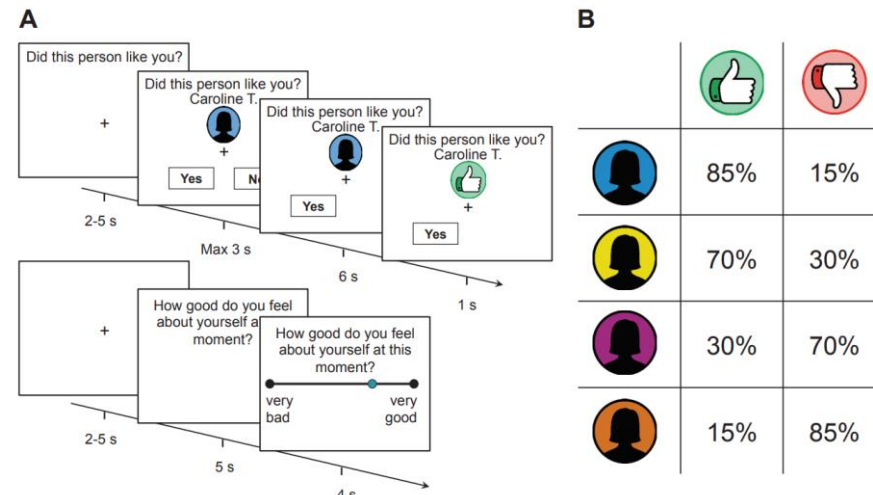 A
Did this person like you?
+
Did this person like you?
Caroline T.
+
Yes
Did this person like you?
Caroline T.
+
Yes
Did this person like you?
Caroline T.
+
Yes
2-5 s
Max 3 s
6 s
1 s
+
How good do you feel
moment?
How good do you feel
about yourself at this
moment?
very
bad
very
good
2-5 s
5 s
4 s
B
85% 15%
70% 30%
30% 70%
15% 85%